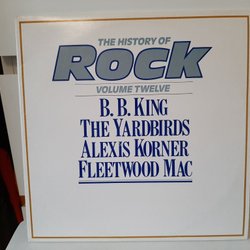 THE HISTORY OF
ROCK
VOLUME TWELVE
B. B. KING
THE YARDBIRDS
ALEXIS KORNER
FLEETWOOD MAC